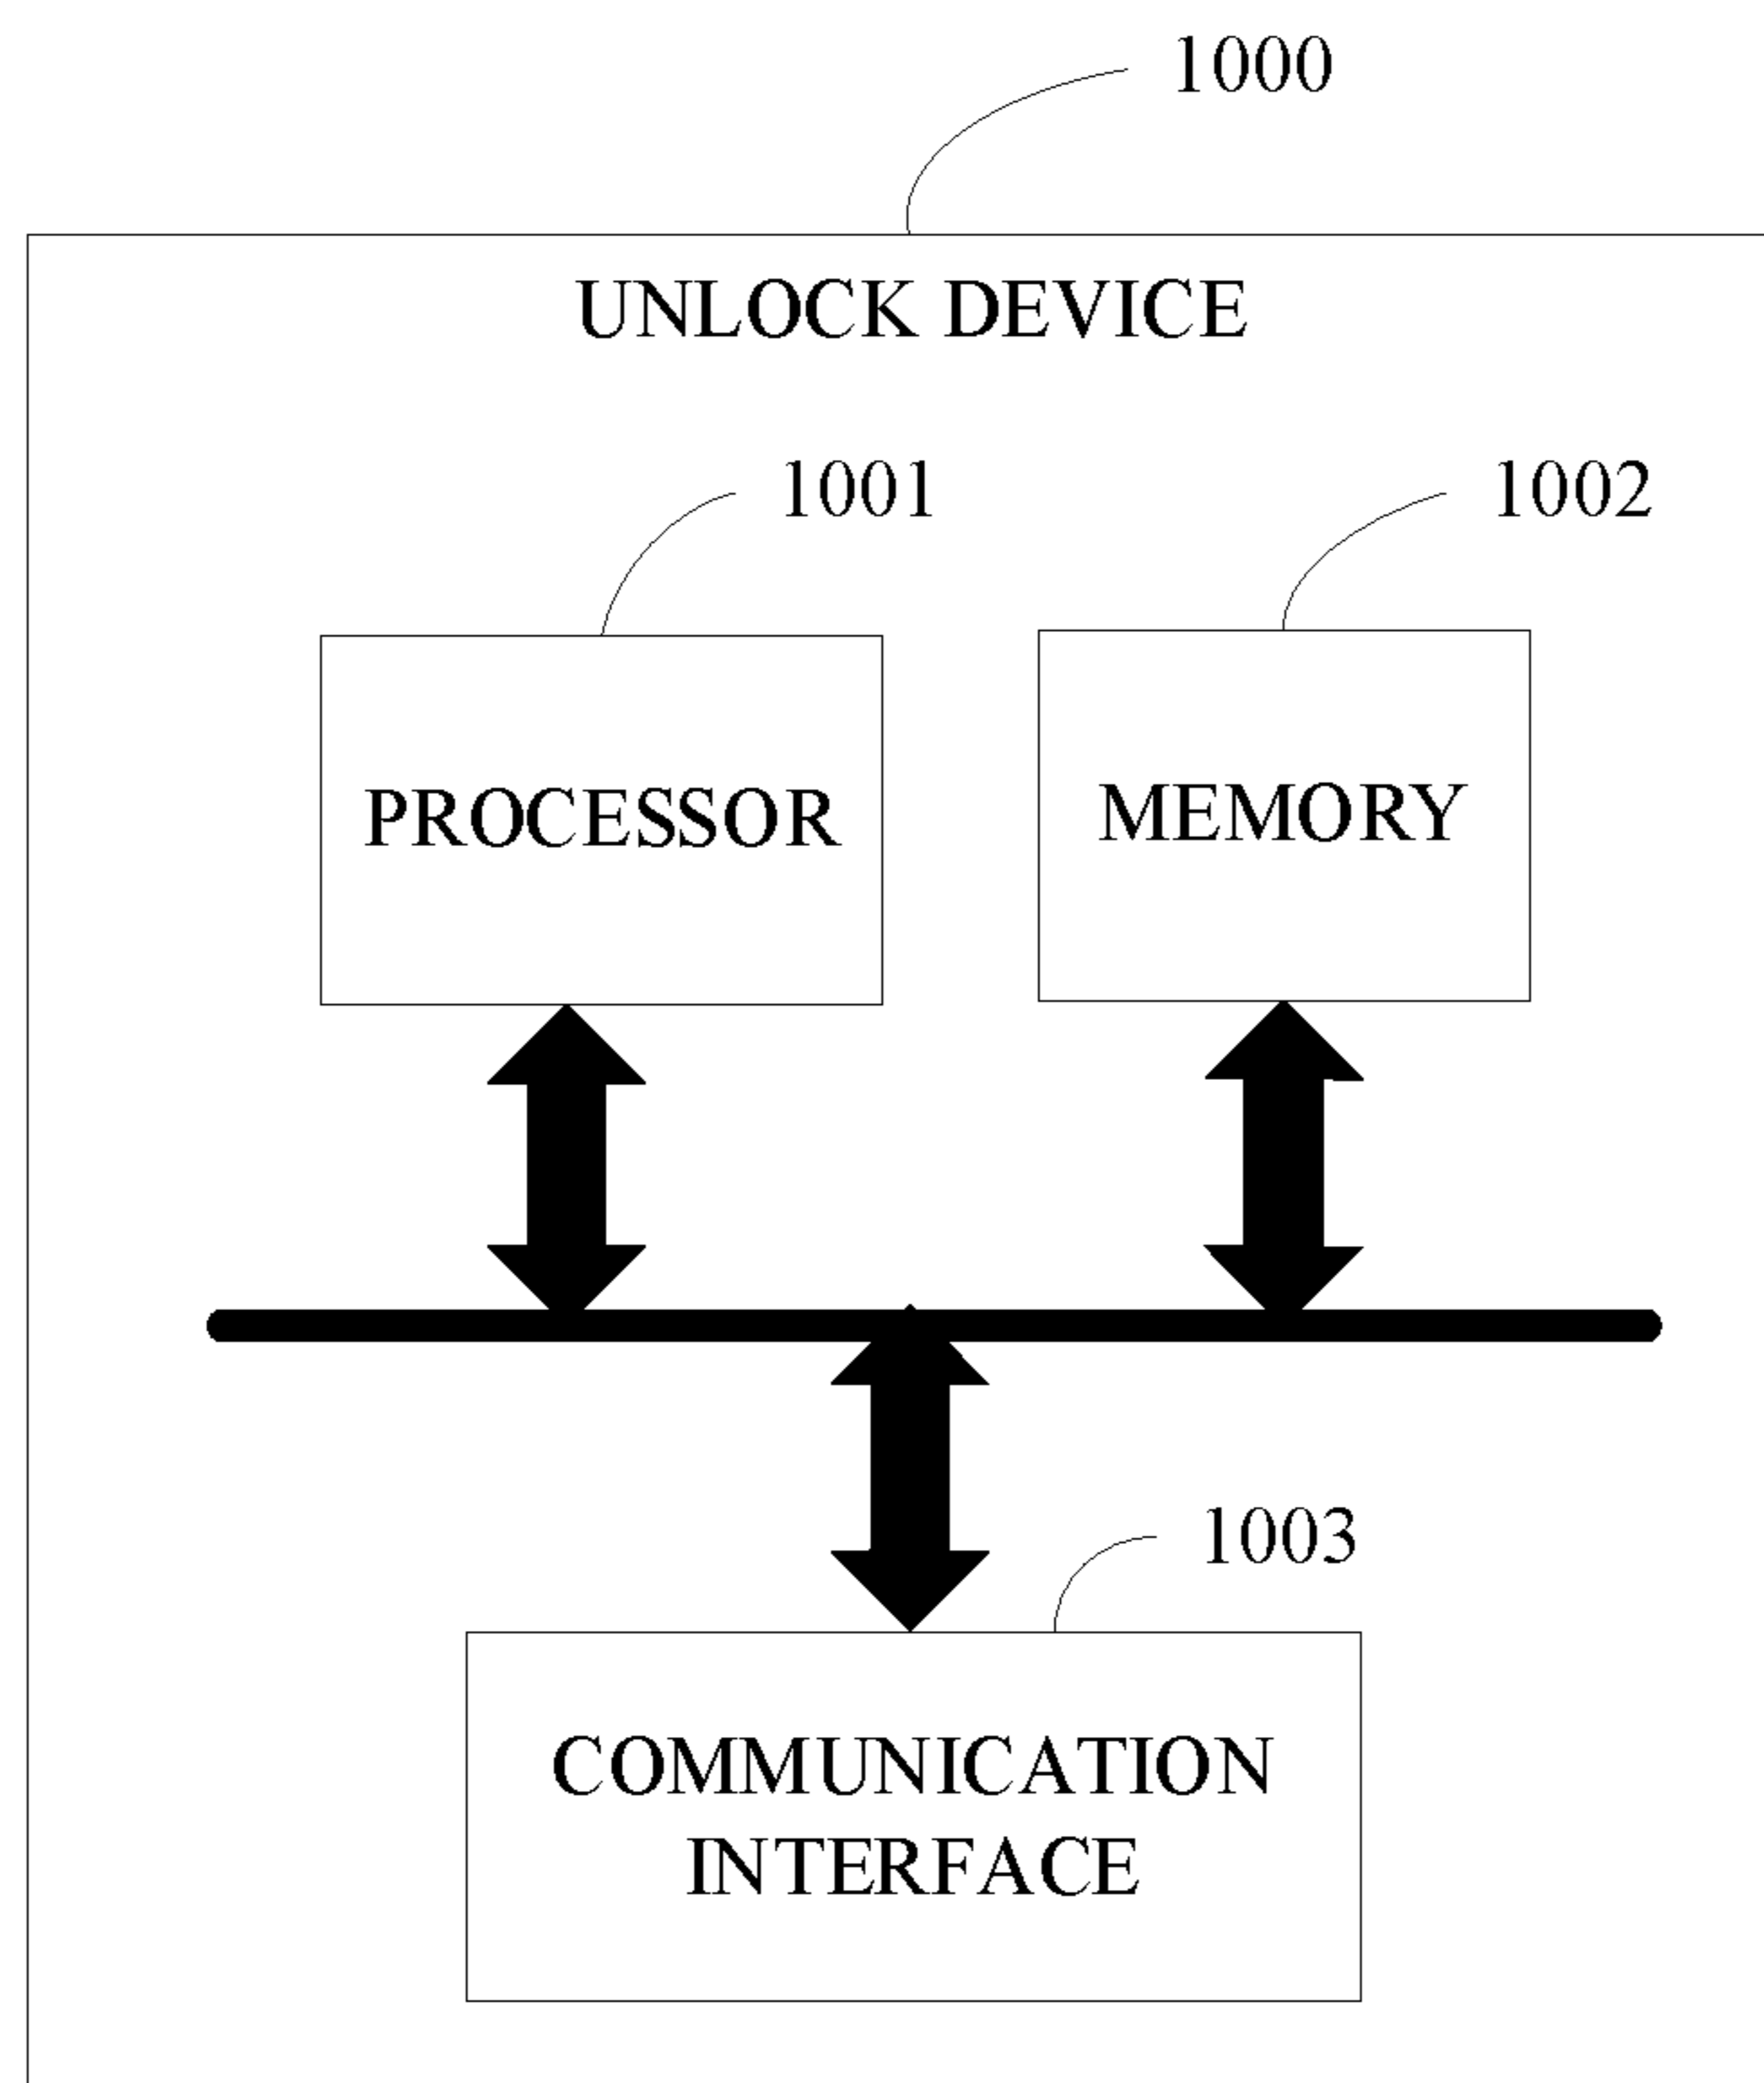 1000
UNLOCK DEVICE
1001
1002
PROCESSOR
MEMORY
1003
COMMUNICATION
INTERFACE